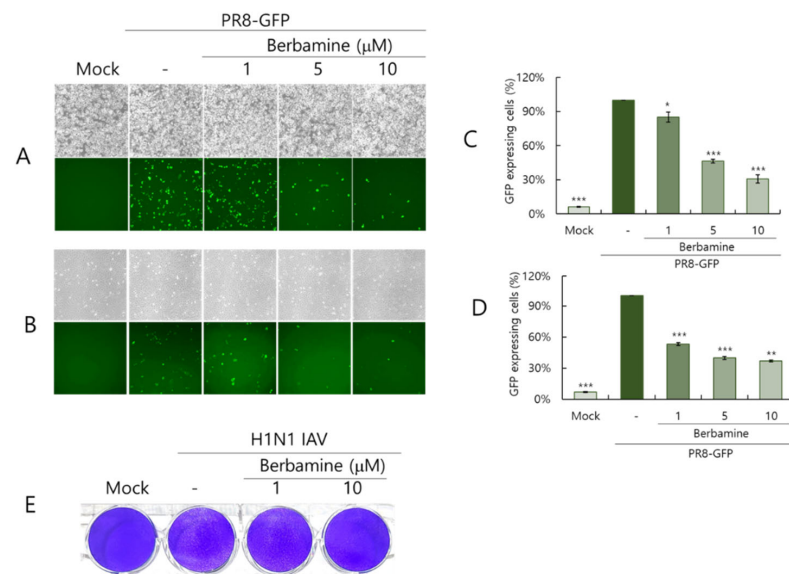 PR8-GFP
Berbamine (μM)
Mock - 1 5 10
A
B
C
GFP expressing cells (%)
120%
90%
60%
30%
0%
*
***
***
***
Mock - 1 5 10
Berbamine
PR8-GFP
D
GFP expressing cells (%)
120%
90%
60%
30%
0%
***
***
***
**
Mock - 1 5 10
Berbamine
PR8-GFP
H1N1 IAV
Berbamine (μM)
Mock - 1 10
E